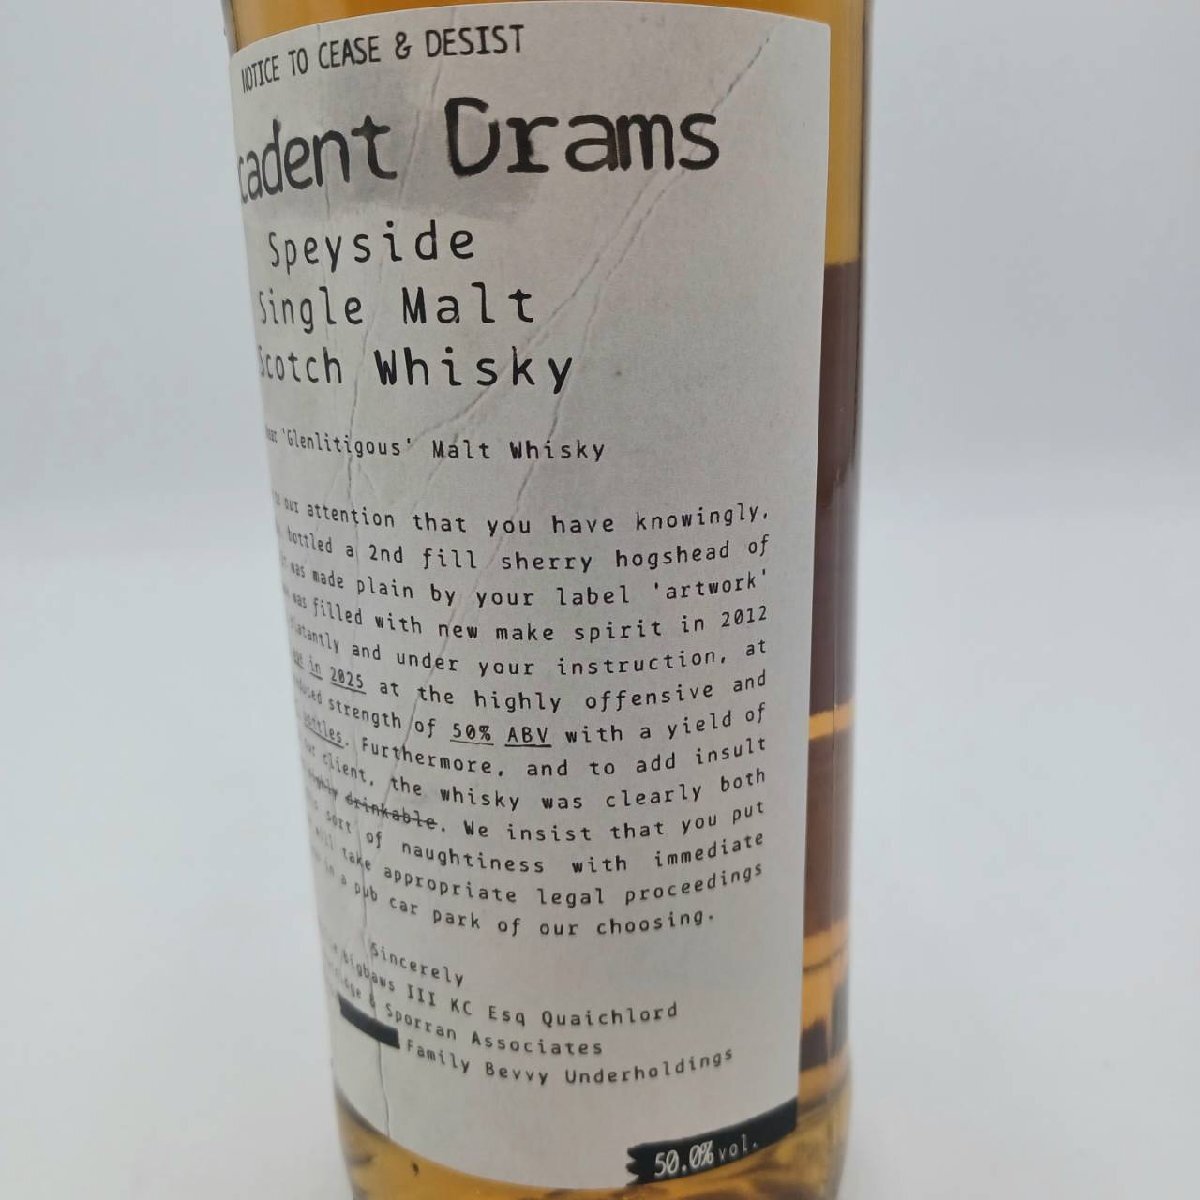 NOTICE TO CEASE & DESIST
cadent Drams
Speyside
Single Malt
Scotch Whisky
'Glenlitigous' Malt Whisky
our attention that you have knowingly,
bottled a 2nd fill sherry hogshead of
was made plain by your label 'artwork'
was filled with new make spirit in 2012
and under your instruction, at
in 2025 at the highly offensive and
strength of 50% ABV with a yield of
bottles. Furthermore, and to add insult
client, the whisky was clearly both
drinkable. We insist that you put
sort of naughtiness with immediate
will take appropriate legal proceedings
in a pub car park of our choosing.
Sincerely
Bigbaws III KC Esq Quaichlord
& Sporran Associates
Family Bevvy Underholdings
50.0% vol.